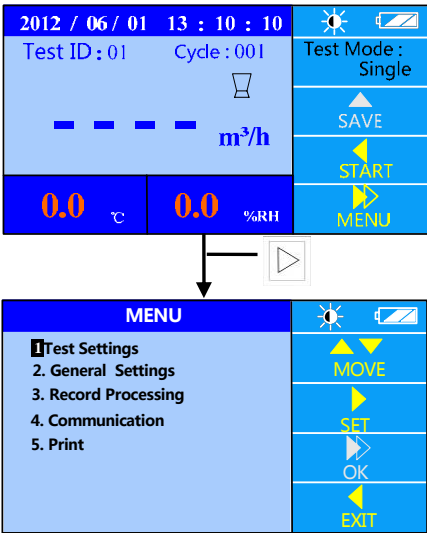 2012 / 06 / 01 13 : 10 : 10
Test ID : 01 Cycle : 001
- - - - m³/h
0.0 ℃ 0.0 %RH
Test Mode :
Single
SAVE
START
MENU
MENU
1 Test Settings
2. General Settings
3. Record Processing
4. Communication
5. Print
MOVE
SET
OK
EXIT